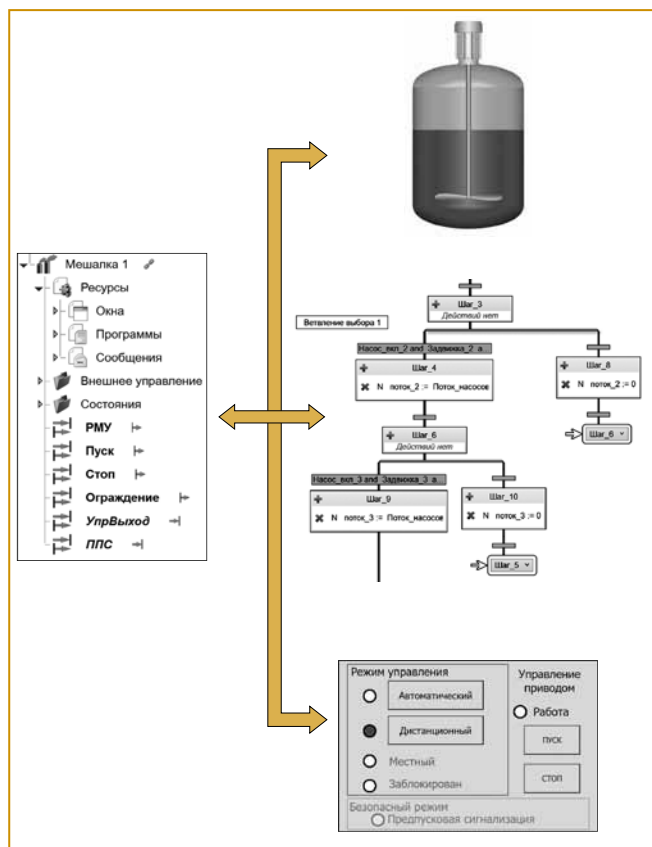 Мешалка 1
Ресурсы
Окна
Программы
Сообщения
Внешнее управление
Состояния
РМУ
Пуск
Стоп
Ограждение
УпрВыход
ППС
Шаг_3
Действий нет
Ветвление выбора 1
Насос_вкл_2 and Задвижка_2 а...
Шаг_4
N поток_2 := Поток_насосов
Шаг_8
N поток_2 := 0
Шаг_6
Шаг_6
Действий нет
Насос_вкл_3 and Задвижка_3 а...
Шаг_9
N поток_3 := Поток_насосов
Шаг_10
N поток_3 := 0
Шаг_5
Режим управления
Автоматический
Дистанционный
Местный
Заблокирован
Управление
приводом
Работа
пуск
стоп
Безопасный режим
Предпусковая сигнализация